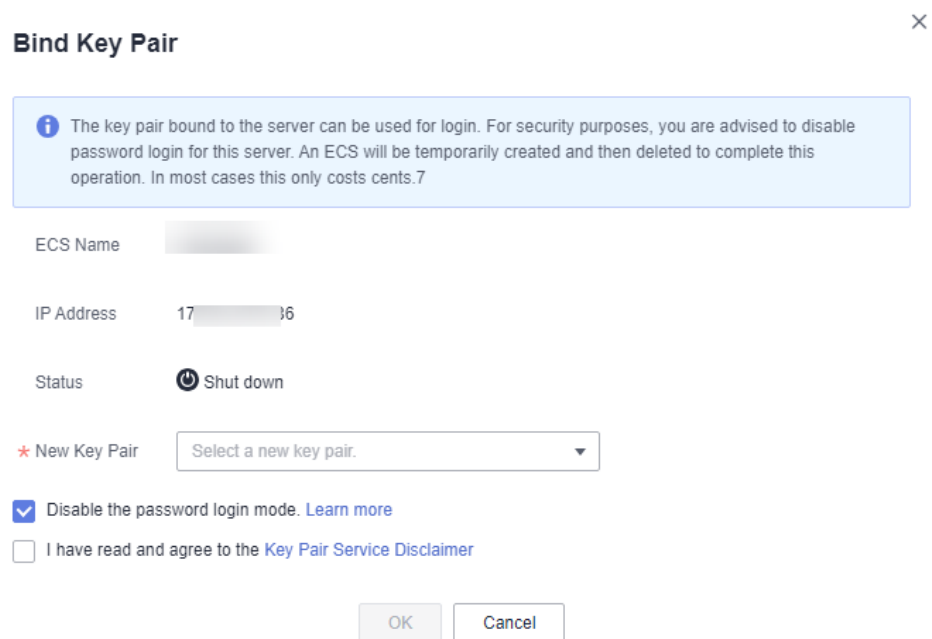 Bind Key Pair
The key pair bound to the server can be used for login. For security purposes, you are advised to disable
password login for this server. An ECS will be temporarily created and then deleted to complete this
operation. In most cases this only costs cents.7
ECS Name
IP Address 17 36
Status Shut down
* New Key Pair Select a new key pair.
Disable the password login mode. Learn more
I have read and agree to the Key Pair Service Disclaimer
OK Cancel